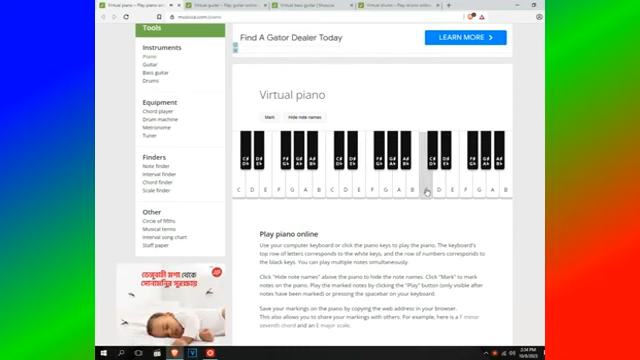 Virtual piano – Play piano on
Virtual guitar – Play guitar online
Virtual bass guitar | Musicca
Virtual drums – Play drums online
musicca.com/piano
Tools
Instruments
Piano
Guitar
Bass guitar
Drums
Equipment
Chord player
Drum machine
Metronome
Tuner
Finders
Note finder
Interval finder
Chord finder
Scale finder
Other
Circle of fifths
Musical terms
Interval song chart
Staff paper
Find A Gator Dealer Today
LEARN MORE
Virtual piano
Mark
Hide note names
C# D# F# G# A# C# D# F# G# A# C# D# F# G# A#
D♭ E♭ G♭ A♭ B♭ D♭ E♭ G♭ A♭ B♭ D♭ E♭ G♭ A♭ B♭
C D E F G A B C D E F G A B D E F G A B
Play piano online
Use your computer keyboard or click the piano keys to play the piano. The keyboard's
top row of letters corresponds to the white keys, and the row of numbers corresponds to
the black keys. You can play multiple notes simultaneously.
Click "Hide note names" above the piano to hide the note names. Click "Mark" to mark
notes on the piano. Play the marked notes by clicking the "Play" button (only visible
after notes have been marked) or pressing the spacebar on your keyboard.
Save your markings on the piano by copying the web address in your browser.
This also allows you to share your markings with others. For example, here is a F minor
seventh chord and an E major scale.
ডেঙ্গুবাহী মশা থেকে
সোনামনির সুরক্ষায়
2:34 PM